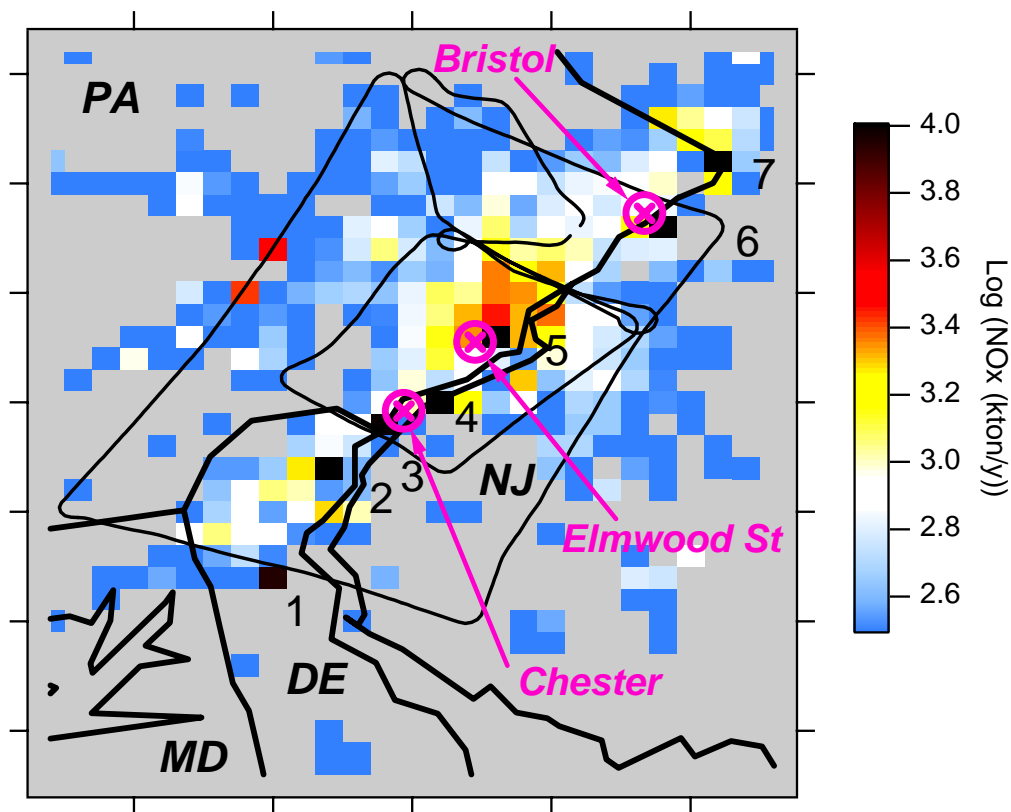 Bristol
PA
7
6
5
4
3
2
1
NJ
Elmwood St
Chester
DE
MD
4.0
3.8
3.6
3.4
3.2
3.0
2.8
2.6
Log (NOx (kton/y)))